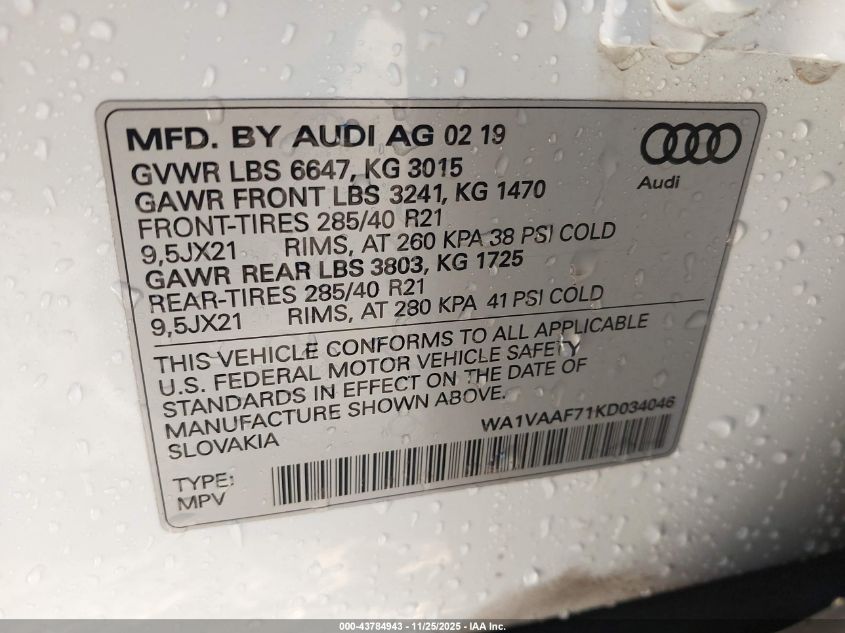 MFD. BY AUDI AG 02 19
GVWR LBS 6647, KG 3015
GAWR FRONT LBS 3241, KG 1470
FRONT-TIRES 285/40 R21
9,5JX21 RIMS, AT 260 KPA 38 PSI COLD
GAWR REAR LBS 3803, KG 1725
REAR-TIRES 285/40 R21
9,5JX21 RIMS, AT 280 KPA 41 PSI COLD
Audi
THIS VEHICLE CONFORMS TO ALL APPLICABLE
U.S. FEDERAL MOTOR VEHICLE SAFETY
STANDARDS IN EFFECT ON THE DATE OF
MANUFACTURE SHOWN ABOVE.
SLOVAKIA
WA1VAAF71KD034046
TYPE:
MPV
000-43784943 - 11/25/2025 - IAA Inc.